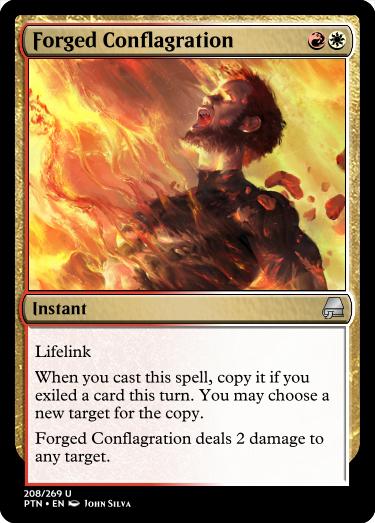 Forged Conflagration
Instant
Lifelink
When you cast this spell, copy it if you
exiled a card this turn. You may choose a
new target for the copy.
Forged Conflagration deals 2 damage to
any target.
208/269 U
PTN • EN John Silva